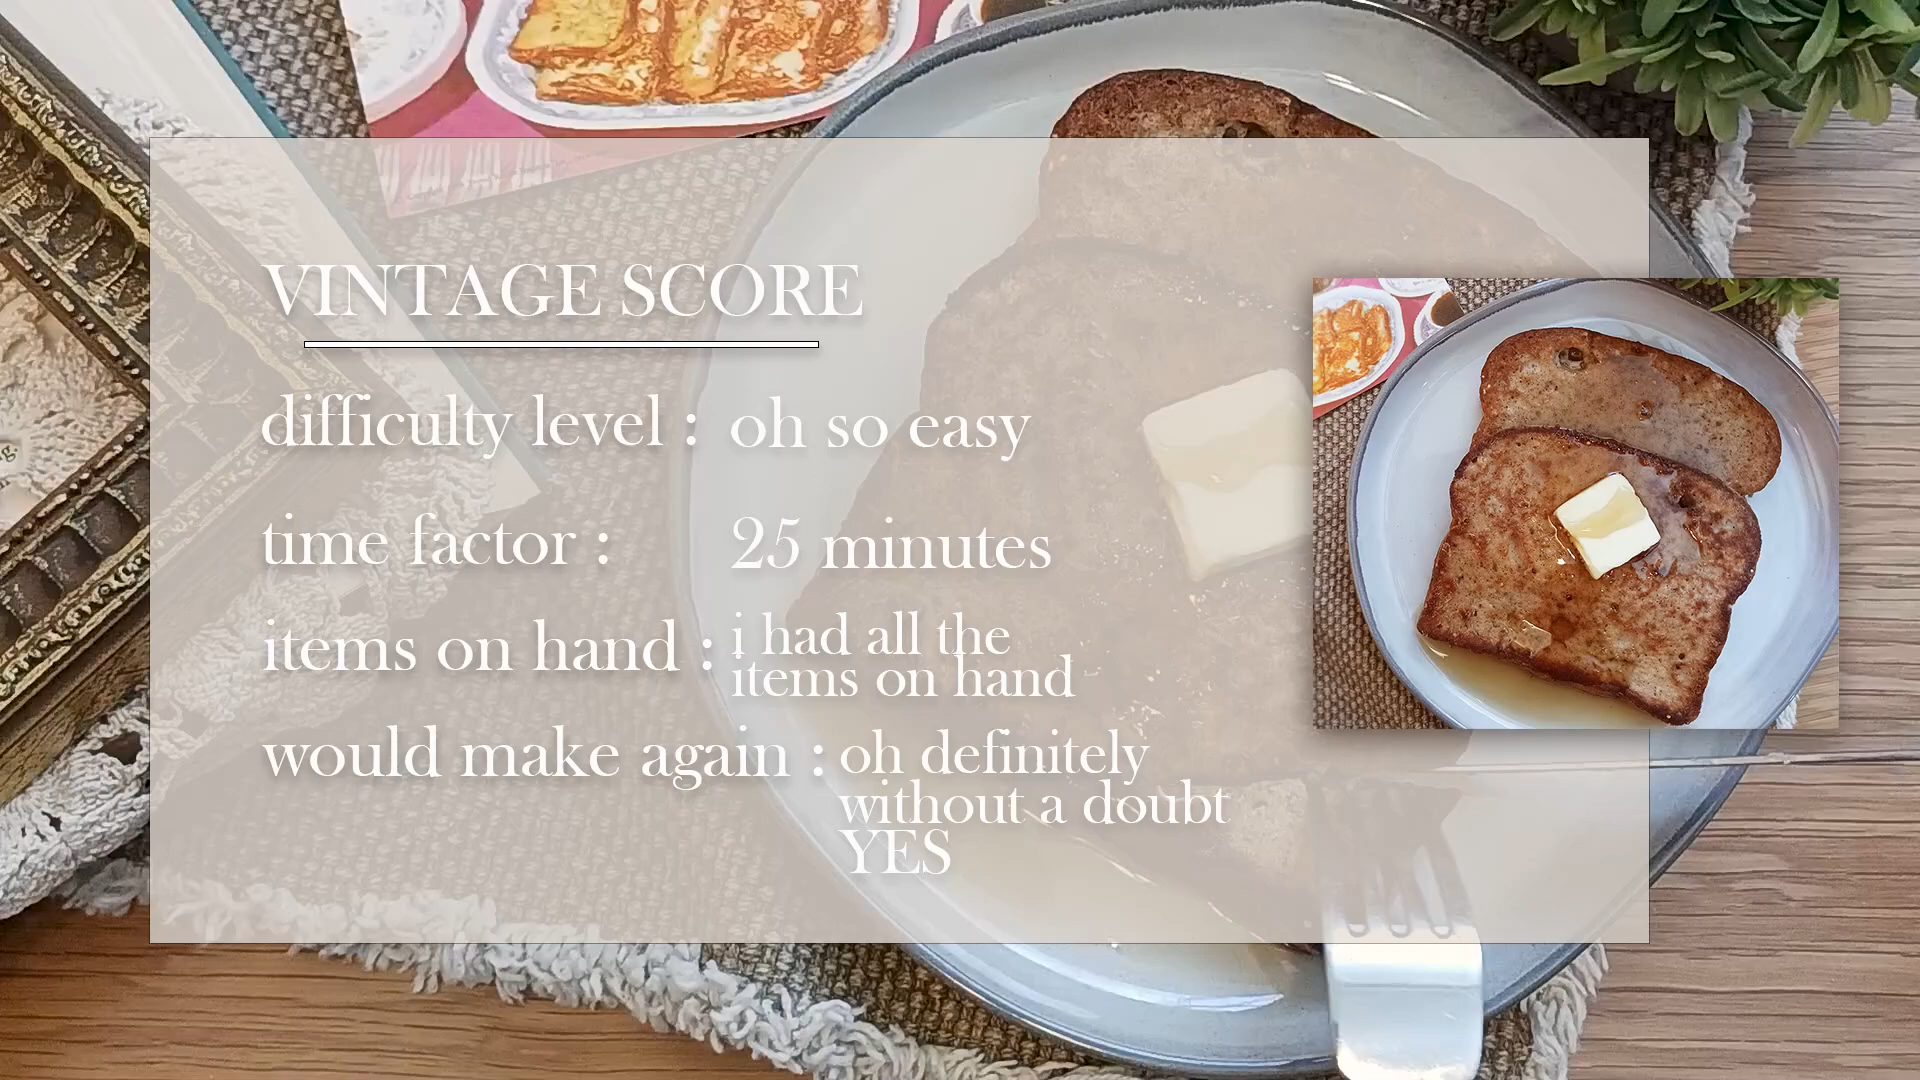 VINTAGE SCORE
difficulty level : oh so easy
time factor : 25 minutes
items on hand : i had all the
items on hand
would make again : oh definitely
without a doubt
YES